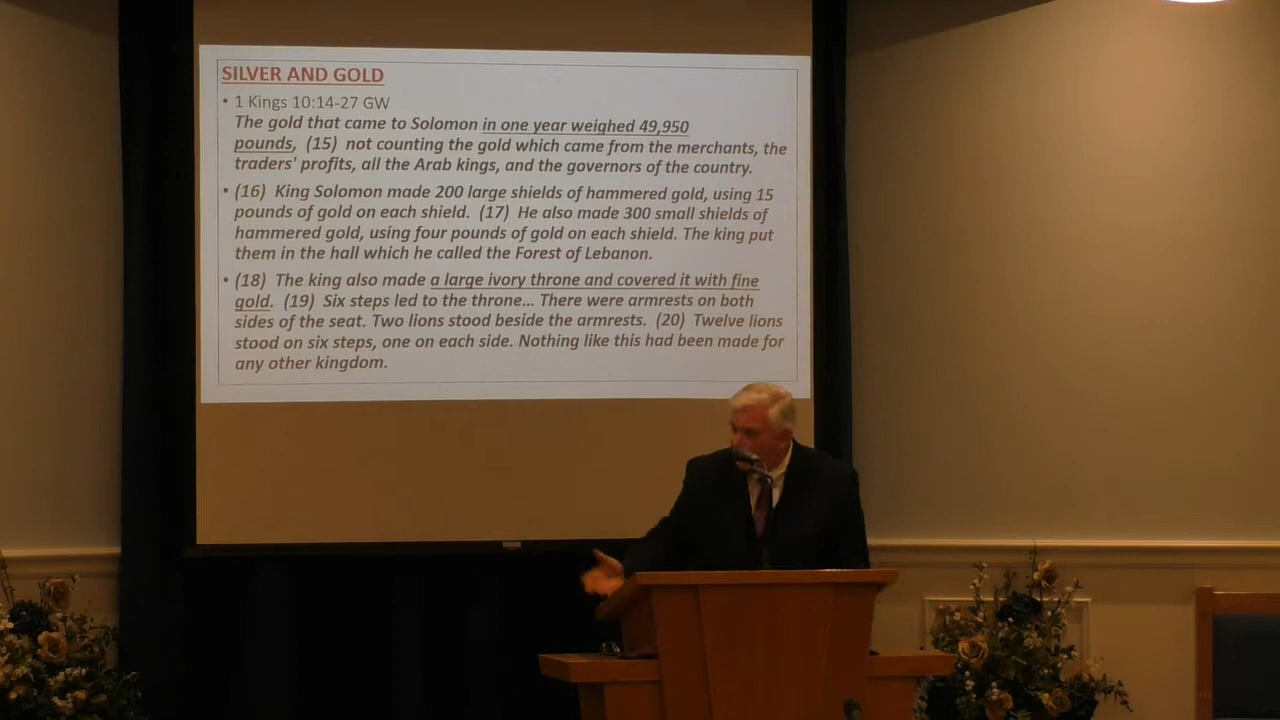 SILVER AND GOLD
• 1 Kings 10:14-27 GW
The gold that came to Solomon in one year weighed 49,950
pounds, (15) not counting the gold which came from the merchants, the
traders' profits, all the Arab kings, and the governors of the country.
• (16) King Solomon made 200 large shields of hammered gold, using 15
pounds of gold on each shield. (17) He also made 300 small shields of
hammered gold, using four pounds of gold on each shield. The king put
them in the hall which he called the Forest of Lebanon.
• (18) The king also made a large ivory throne and covered it with fine
gold. (19) Six steps led to the throne... There were armrests on both
sides of the seat. Two lions stood beside the armrests. (20) Twelve lions
stood on six steps, one on each side. Nothing like this had been made for
any other kingdom.